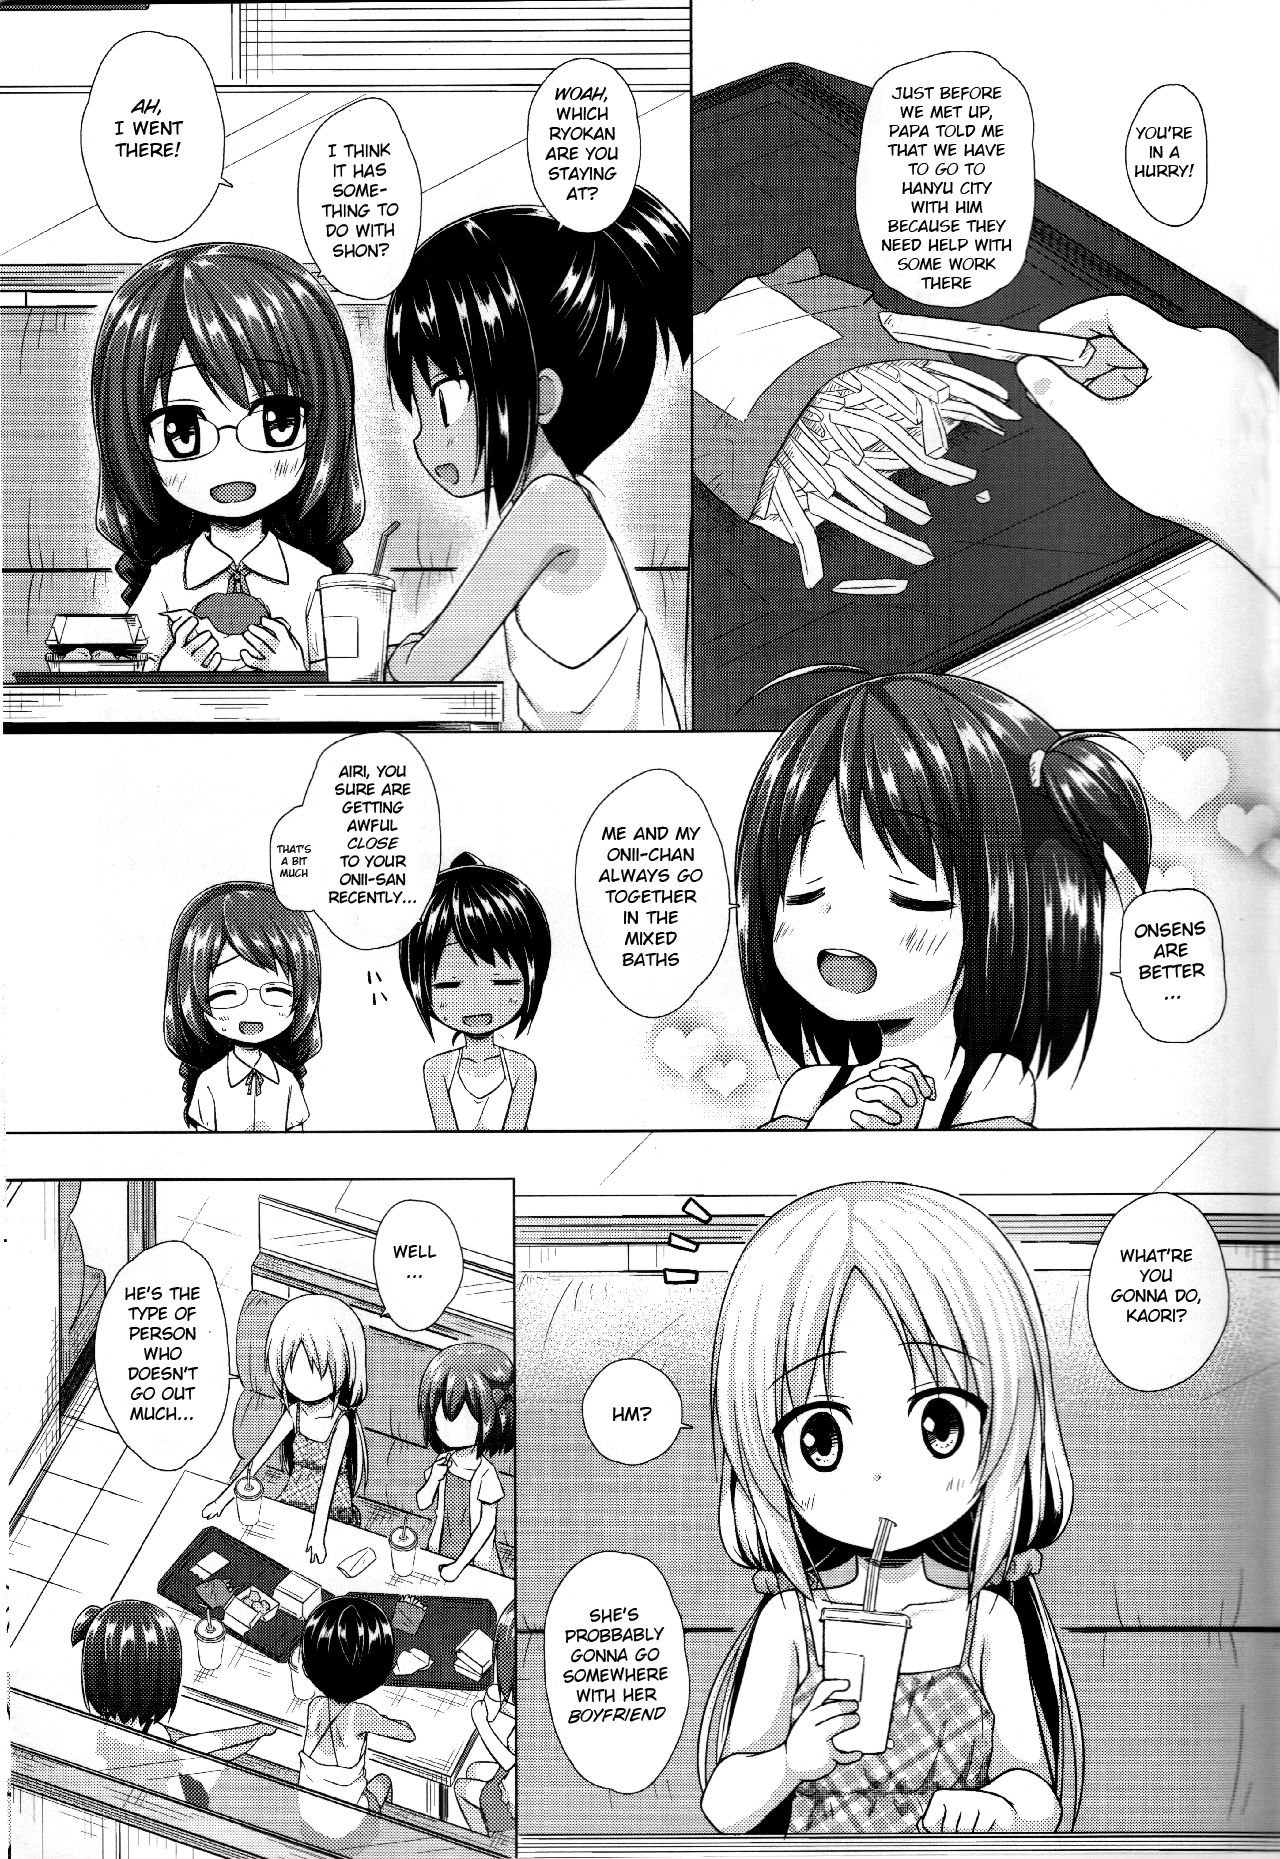 YOU'RE
IN A
HURRY!
JUST BEFORE
WE MET UP,
PAPA TOLD ME
THAT WE HAVE
TO GO TO
HANYU CITY
WITH HIM
BECAUSE THEY
NEED HELP WITH
SOME WORK
THERE
WOAH,
WHICH
RYOKAN
ARE YOU
STAYING
AT?
I THINK
IT HAS
SOME-
THING TO
DO WITH
SHON?
AH,
I WENT
THERE!
ONSENS
ARE
BETTER
...
ME AND MY
ONII-CHAN
ALWAYS GO
TOGETHER
IN THE
MIXED
BATHS
AIRI, YOU
SURE ARE
GETTING
AWFUL
CLOSE
TO YOUR
ONII-SAN
RECENTLY...
THAT'S
A BIT
MUCH
WHAT'RE
YOU
GONNA DO,
KAORI?
HM?
SHE'S
PROBBABLY
GONNA GO
SOMEWHERE
WITH HER
BOYFRIEND
WELL
...
HE'S THE
TYPE OF
PERSON
WHO
DOESN'T
GO OUT
MUCH...